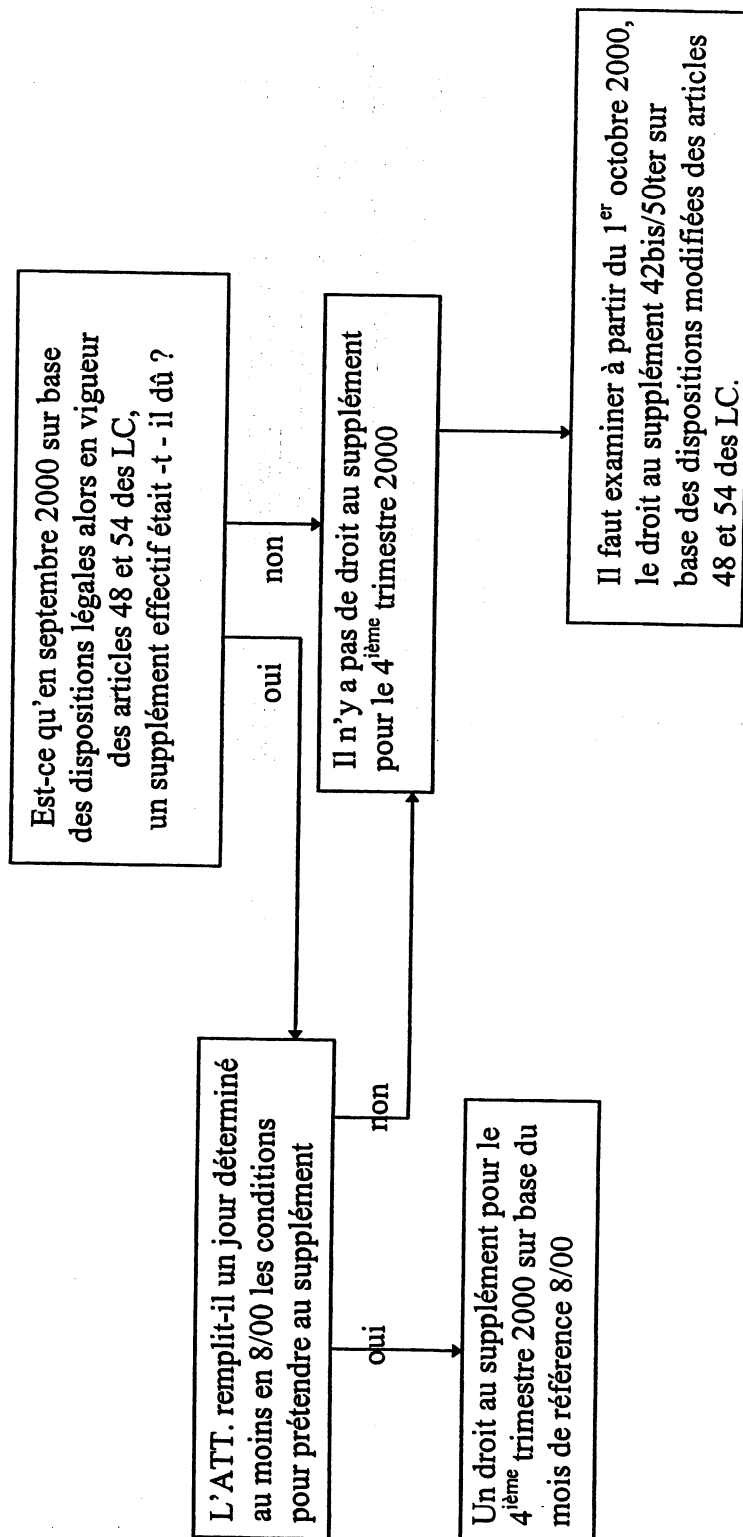 Est-ce qu'en septembre 2000 sur base
des dispositions légales alors en vigueur
des articles 48 et 54 des LC,
un supplément effectif était -t - il dû ?
oui
non
L'ATT. remplit-il un jour déterminé
au moins en 8/00 les conditions
pour prétendre au supplément
Il n'y a pas de droit au supplément
pour le 4ième trimestre 2000
oui
non
Un droit au supplément pour le
4ième trimestre 2000 sur base du
mois de référence 8/00
Il faut examiner à partir du 1er octobre 2000,
le droit au supplément 42bis/50ter sur
base des dispositions modifiées des articles
48 et 54 des LC.